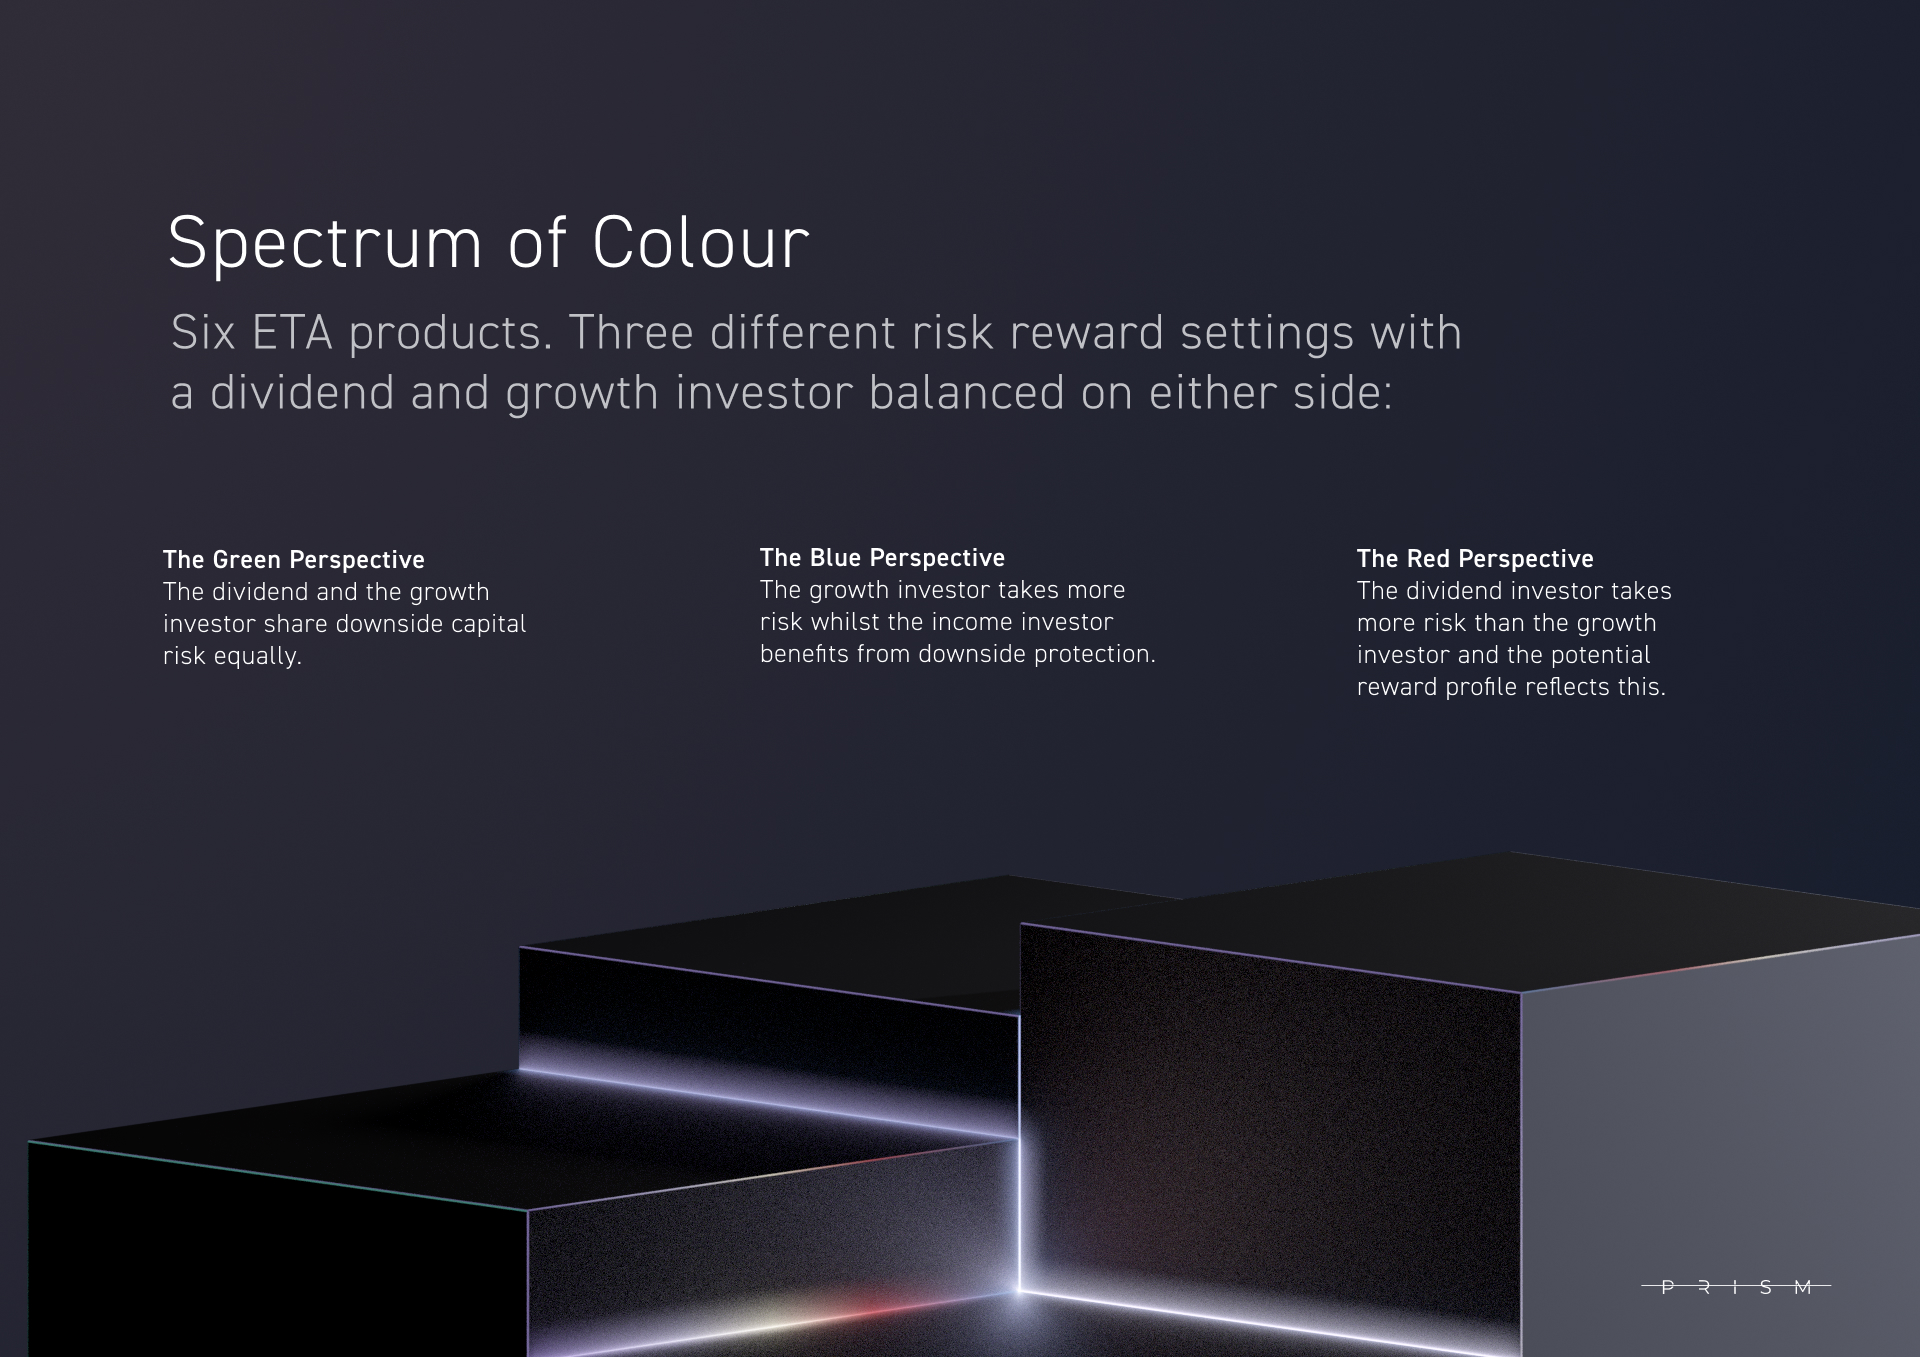 Spectrum of Colour
Six ETA products. Three different risk reward settings with
a dividend and growth investor balanced on either side:
The Green Perspective
The dividend and the growth
investor share downside capital
risk equally.
The Blue Perspective
The growth investor takes more
risk whilst the income investor
benefits from downside protection.
The Red Perspective
The dividend investor takes
more risk than the growth
investor and the potential
reward profile reflects this.
PRISM